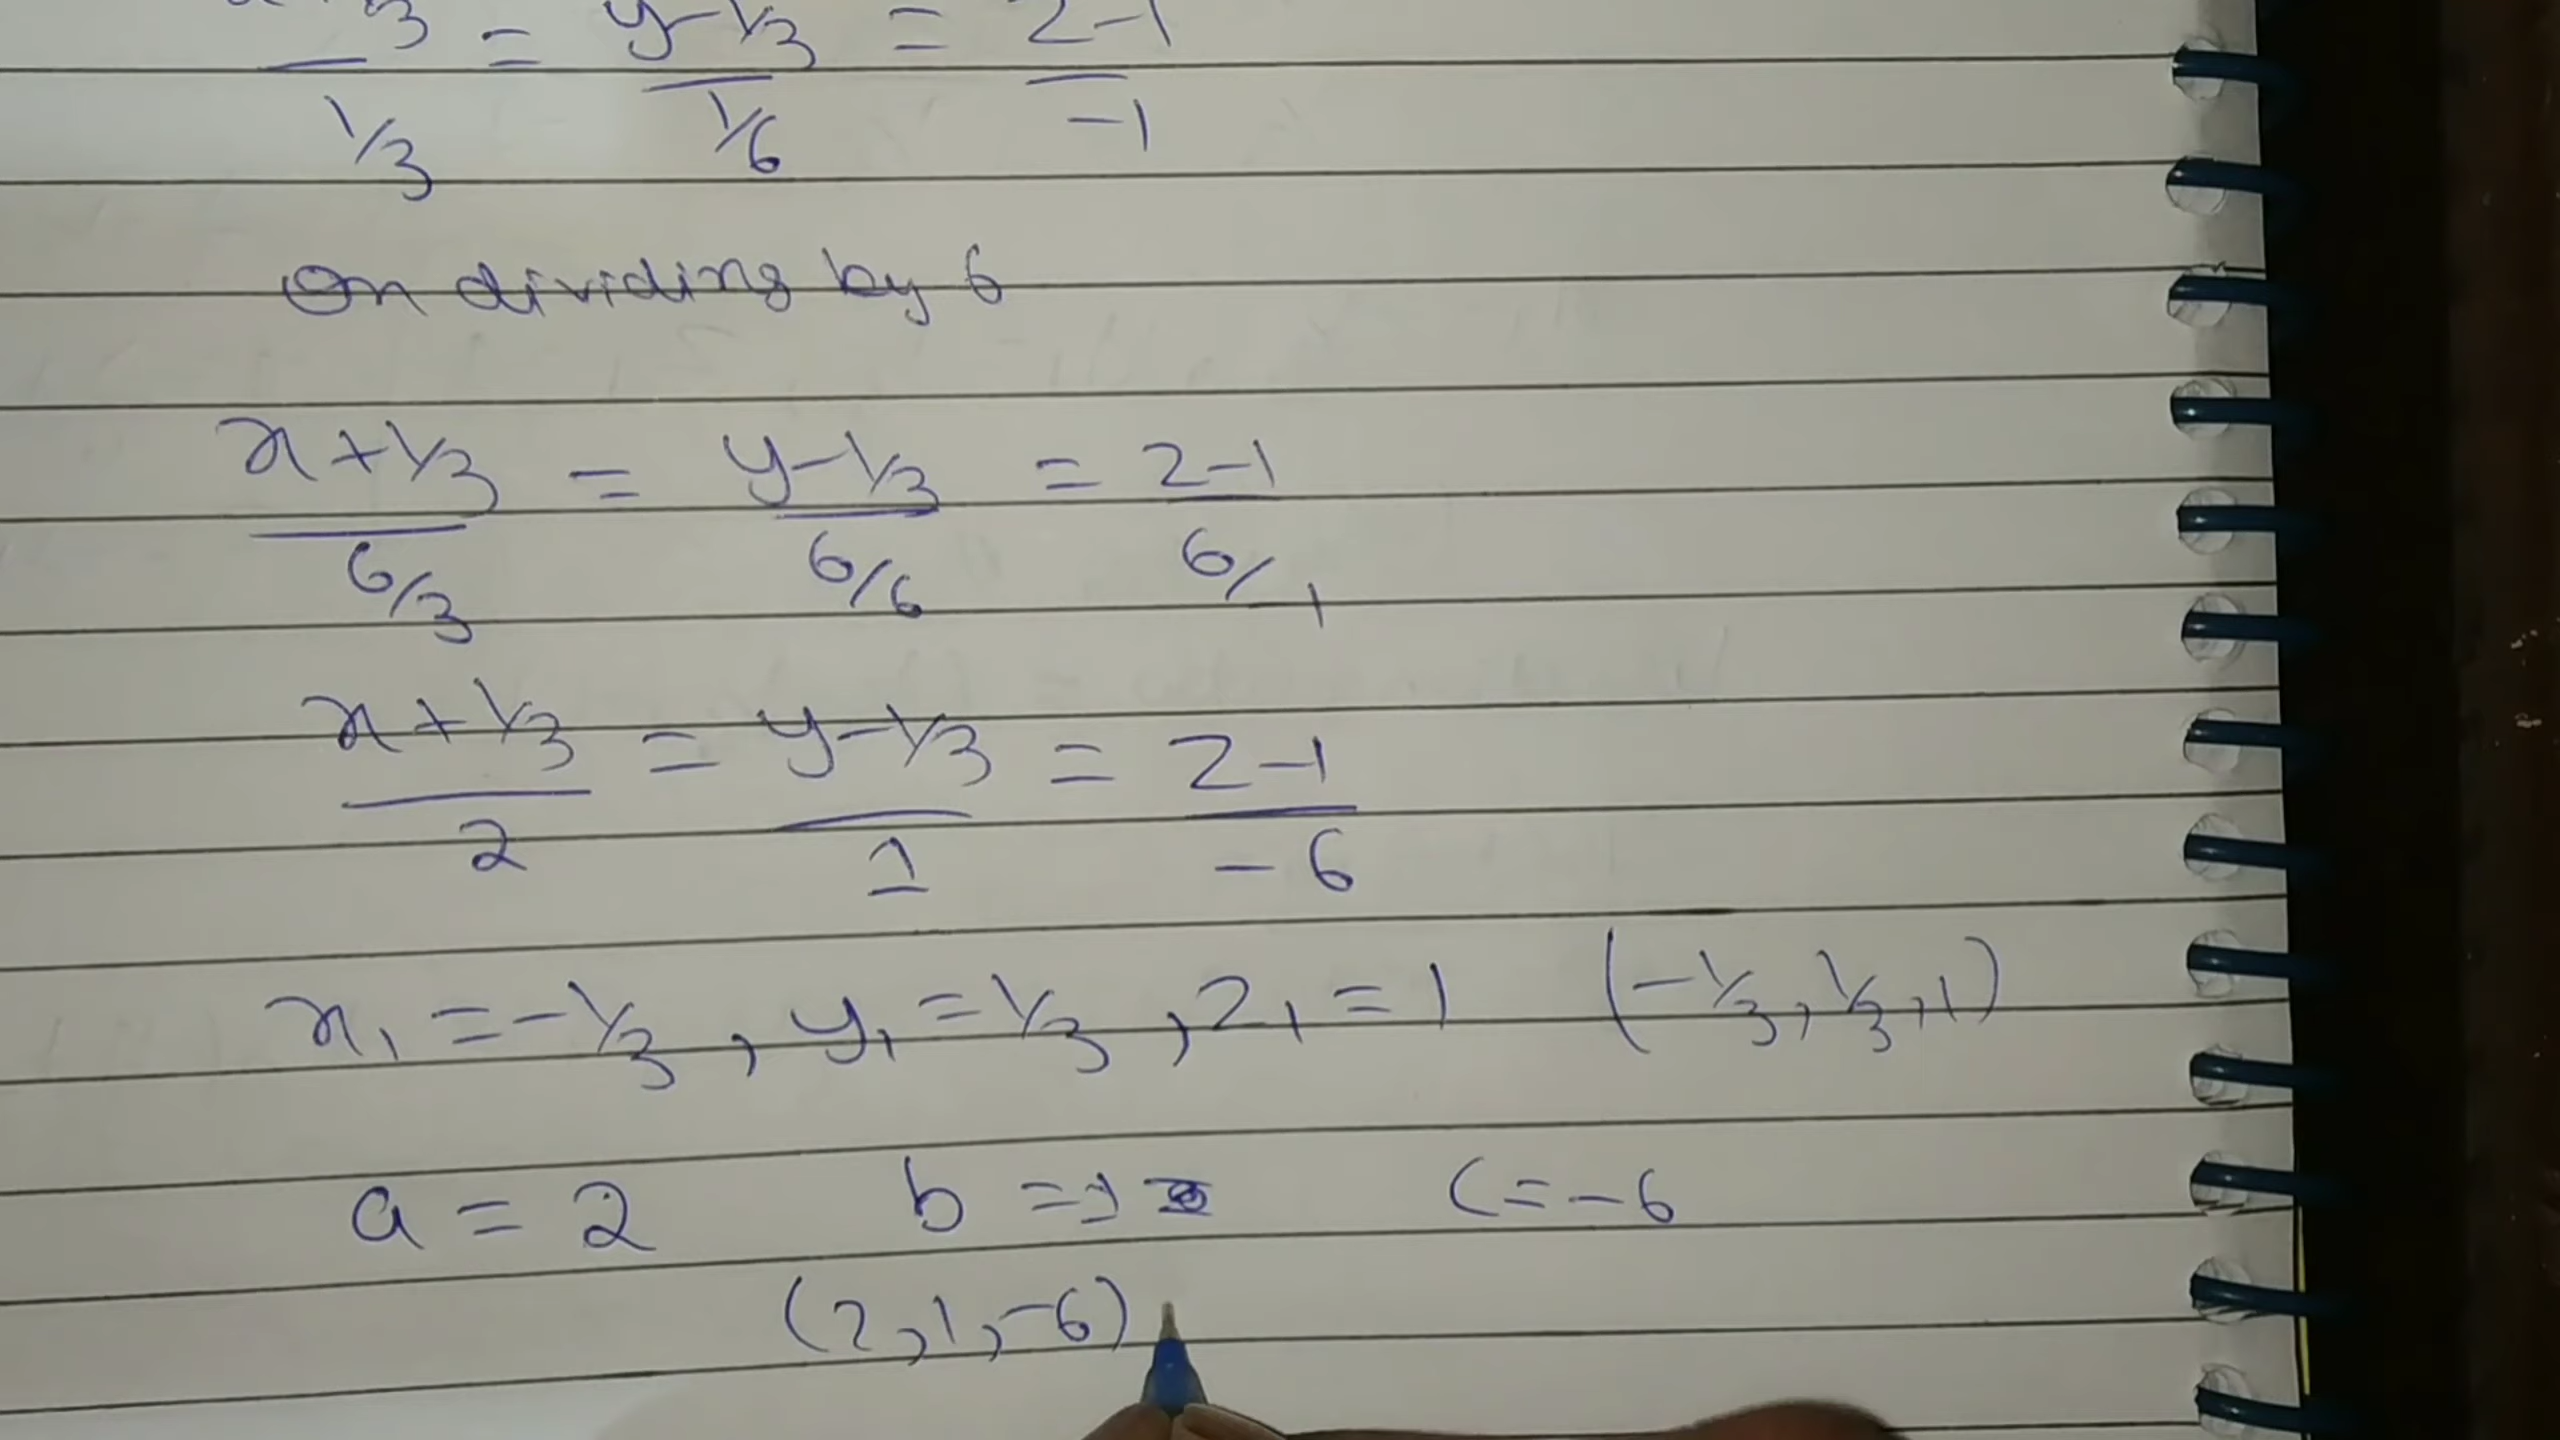 3 = y-1/3 = z-1
1/3 1/6 -1
On dividing by 6
x+1/3 = y-1/3 = z-1
6/3 6/6 6/1
x+1/3 = y-1/3 = z-1
2 1 -6
x1 = -1/3, y1 = 1/3, z1 = 1 (-1/3, 1/3, 1)
a = 2 b = 1 c = -6
(2, 1, -6)